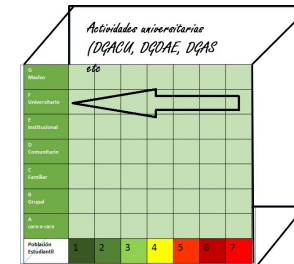 Actividades universitarias
(DGACU, DGOAE, DGAS
etc
G
Masivo
F
Universitario
E
Institucional
D
Comunitario
C
Familiar
B
Grupal
A
cara-a-cara
Población
Estudiantil
1 2 3 4 5 6 7